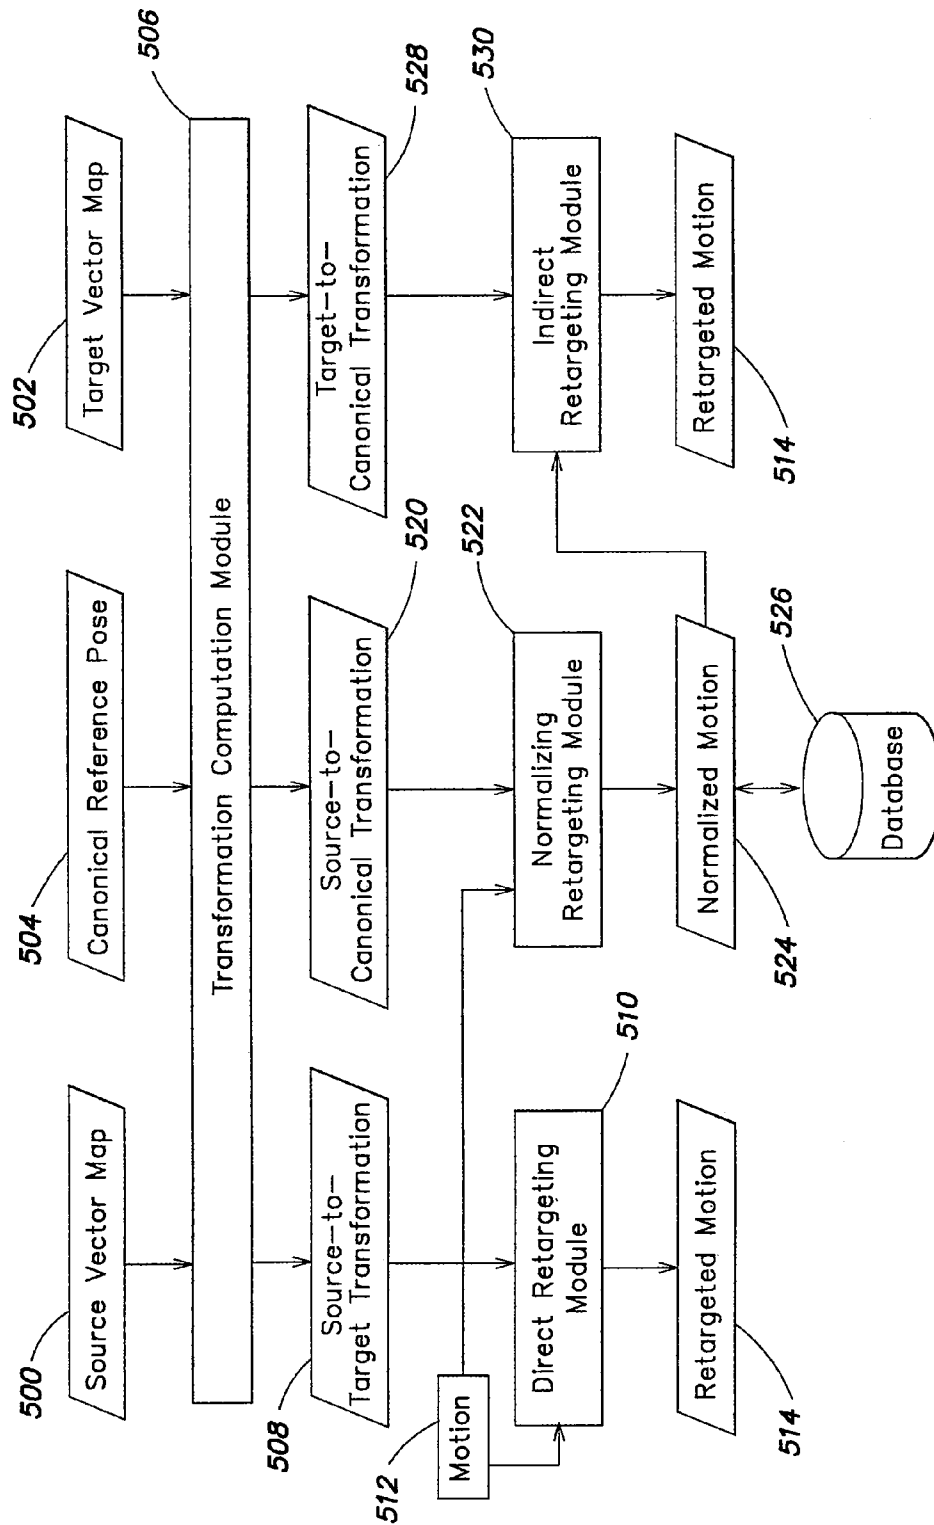 500
Source Vector Map
504
Canonical Reference Pose
502
Target Vector Map
506
Transformation Computation Module
508
Source-to-
Target Transformation
520
Source-to-
Canonical Transformation
528
Target-to-
Canonical Transformation
512
Motion
510
Direct Retargeting
Module
522
Normalizing
Retargeting Module
530
Indirect
Retargeting Module
514
Retargeted Motion
524
Normalized Motion
514
Retargeted Motion
526
Database